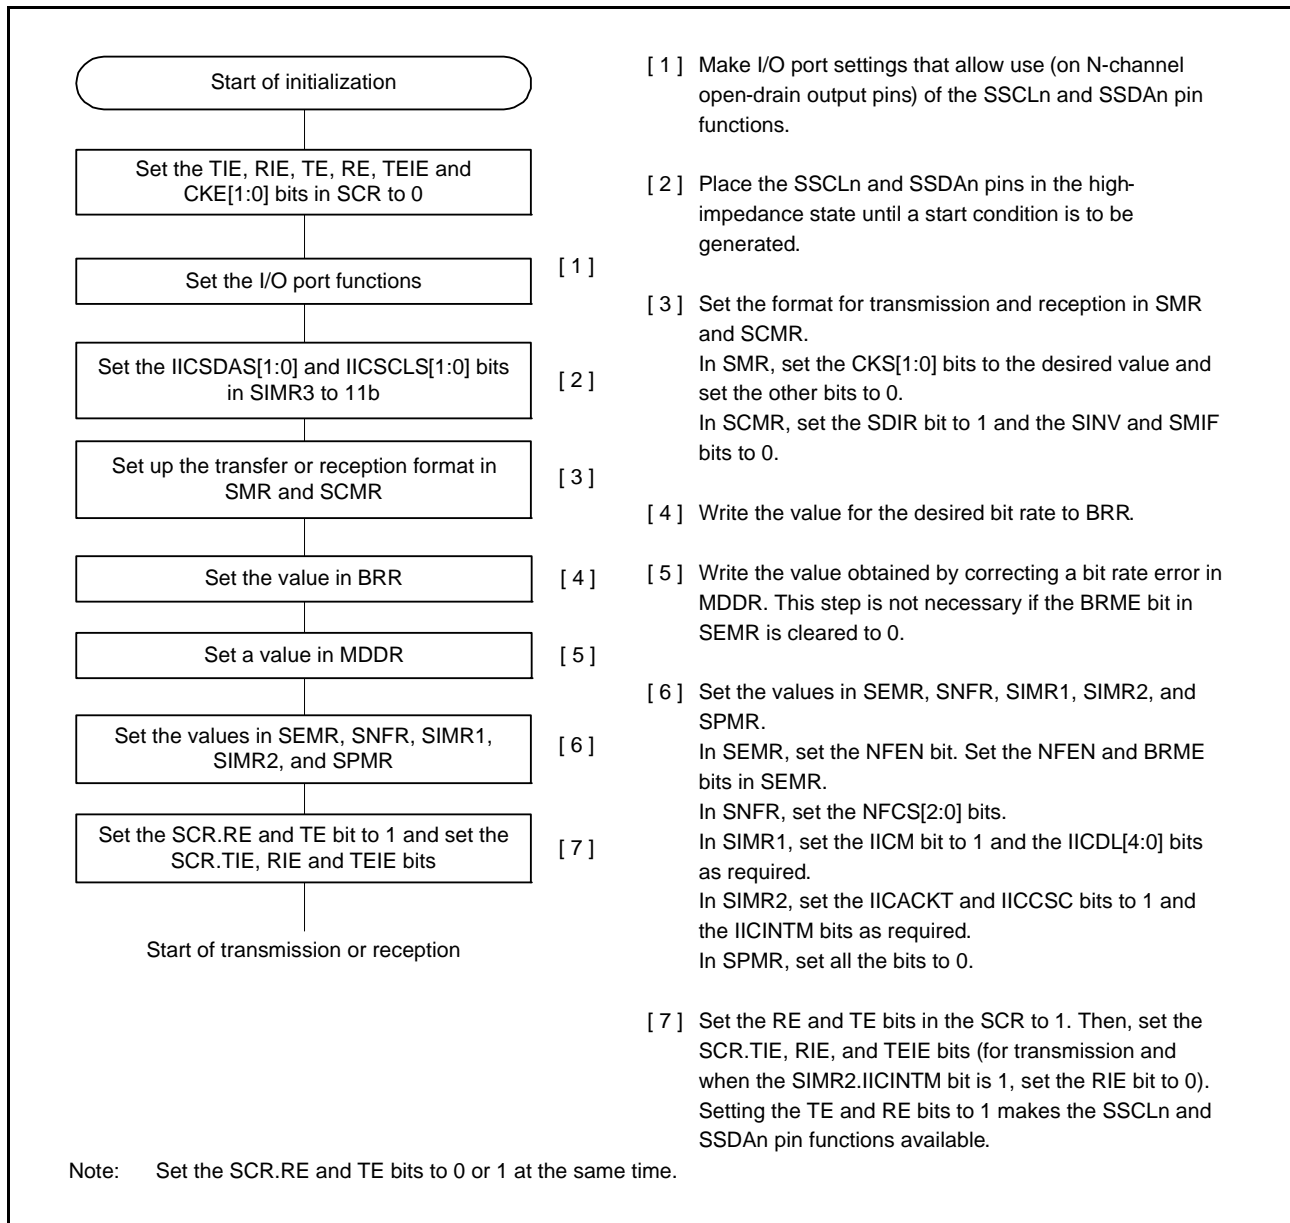 Start of initialization
Set the TIE, RIE, TE, RE, TEIE and
CKE[1:0] bits in SCR to 0
Set the I/O port functions
[ 1 ]
Set the IICSDAS[1:0] and IICSCLS[1:0] bits
in SIMR3 to 11b
[ 2 ]
Set up the transfer or reception format in
SMR and SCMR
[ 3 ]
Set the value in BRR
[ 4 ]
Set a value in MDDR
[ 5 ]
Set the values in SEMR, SNFR, SIMR1,
SIMR2, and SPMR
[ 6 ]
Set the SCR.RE and TE bit to 1 and set the
SCR.TIE, RIE and TEIE bits
[ 7 ]
Start of transmission or reception
[ 1 ] Make I/O port settings that allow use (on N-channel
open-drain output pins) of the SSCLn and SSDAn pin
functions.
[ 2 ] Place the SSCLn and SSDAn pins in the high-
impedance state until a start condition is to be
generated.
[ 3 ] Set the format for transmission and reception in SMR
and SCMR.
In SMR, set the CKS[1:0] bits to the desired value and
set the other bits to 0.
In SCMR, set the SDIR bit to 1 and the SINV and SMIF
bits to 0.
[ 4 ] Write the value for the desired bit rate to BRR.
[ 5 ] Write the value obtained by correcting a bit rate error in
MDDR. This step is not necessary if the BRME bit in
SEMR is cleared to 0.
[ 6 ] Set the values in SEMR, SNFR, SIMR1, SIMR2, and
SPMR.
In SEMR, set the NFEN bit. Set the NFEN and BRME
bits in SEMR.
In SNFR, set the NFCS[2:0] bits.
In SIMR1, set the IICM bit to 1 and the IICDL[4:0] bits
as required.
In SIMR2, set the IICACKT and IICCSC bits to 1 and
the IICINTM bits as required.
In SPMR, set all the bits to 0.
[ 7 ] Set the RE and TE bits in the SCR to 1. Then, set the
SCR.TIE, RIE, and TEIE bits (for transmission and
when the SIMR2.IICINTM bit is 1, set the RIE bit to 0).
Setting the TE and RE bits to 1 makes the SSCLn and
SSDAn pin functions available.
Note: Set the SCR.RE and TE bits to 0 or 1 at the same time.